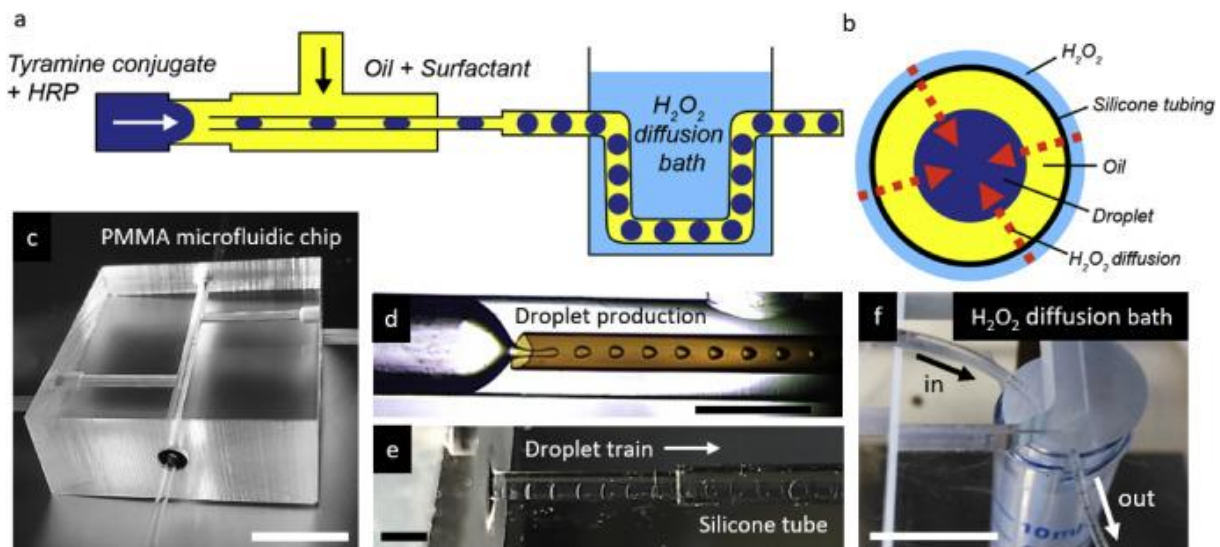 a
Tyramine conjugate
+ HRP
Oil + Surfactant
H₂O₂
diffusion
bath
b
H₂O₂
Silicone tubing
Oil
Droplet
H₂O₂ diffusion
c
PMMA microfluidic chip
d
Droplet production
e
Droplet train
Silicone tube
f
H₂O₂ diffusion bath
in
out